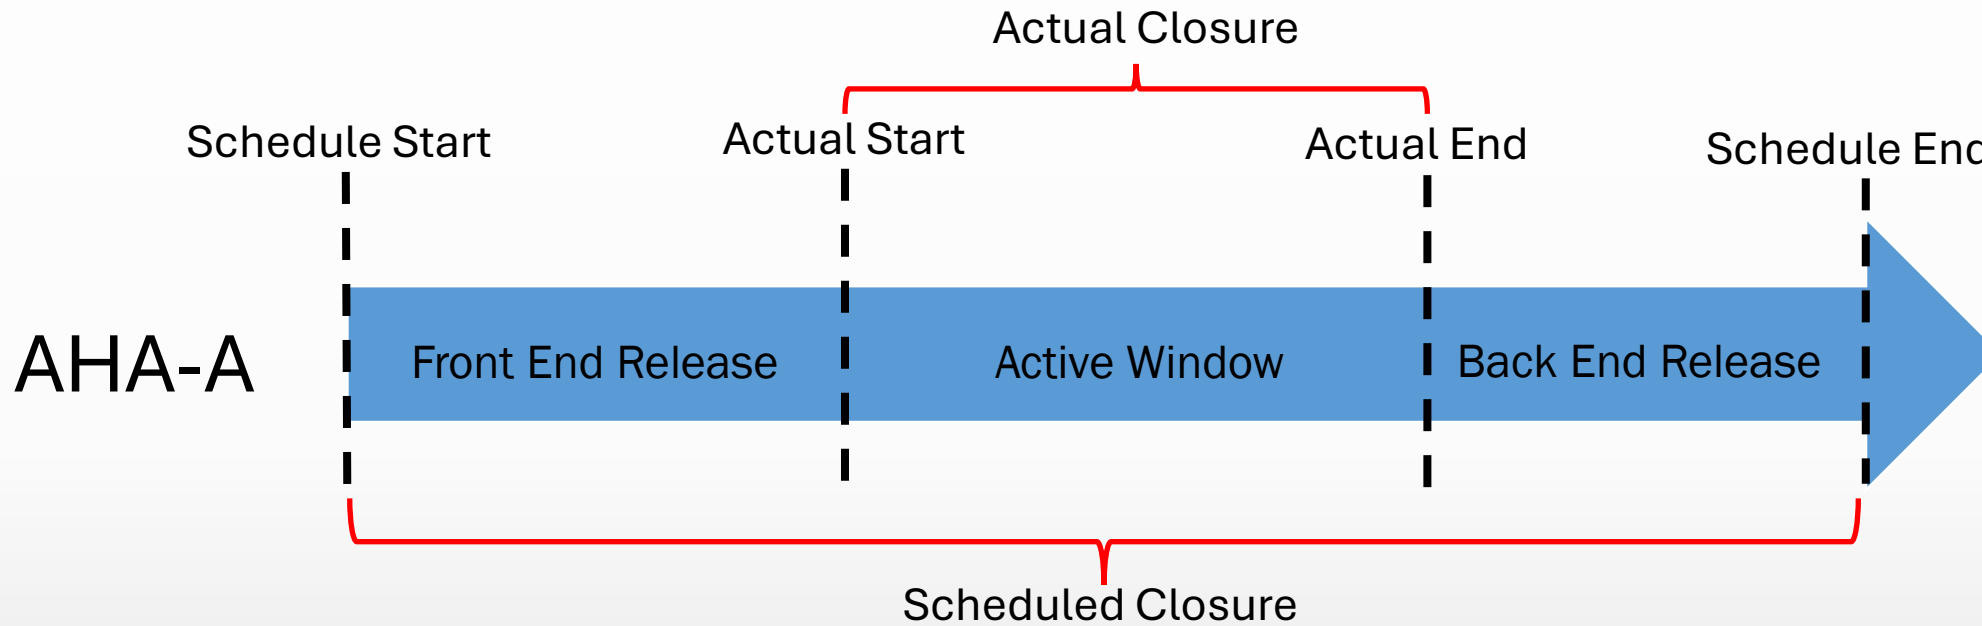 Actual Closure
Schedule Start
Actual Start
Actual End
Schedule End
AHA-A
Front End Release
Active Window
Back End Release
Scheduled Closure